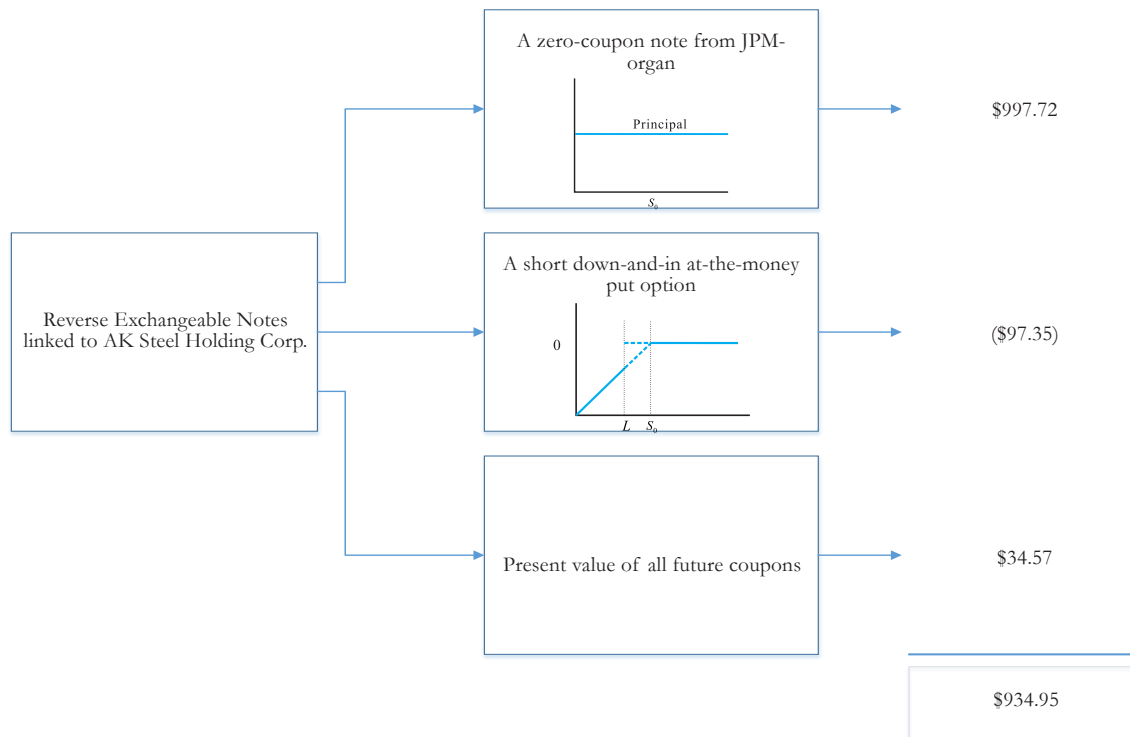 A zero-coupon note from JPM-
organ
Principal
S₀
$997.72
Reverse Exchangeable Notes
linked to AK Steel Holding Corp.
A short down-and-in at-the-money
put option
0
L S₀
($97.35)
Present value of all future coupons
$34.57
$934.95